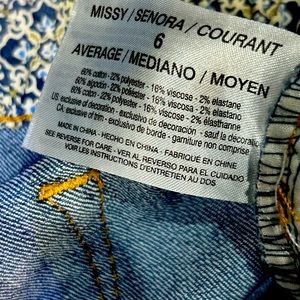 MISSY / SEÑORA / COURANT
6
AVERAGE / MEDIANO / MOYEN
60% cotton - 22% polyester - 16% viscose - 2% elastane
60% algodón - 22% poliéster - 16% viscosa - 2% elastano
60% coton - 22% polyester - 16% viscose - 2% élasthanne
US: exclusive of decoration - exclusivo de decoración - sauf la décoration
CA: exclusive of trim - exclusivo de borde - garniture non comprise
MADE IN CHINA - HECHO EN CHINA - FABRIQUÉ EN CHINE
SEE REVERSE FOR CARE - VER AL REVERSO PARA EL CUIDADO
VOIR LES INSTRUCTIONS D'ENTRETIEN AU DOS